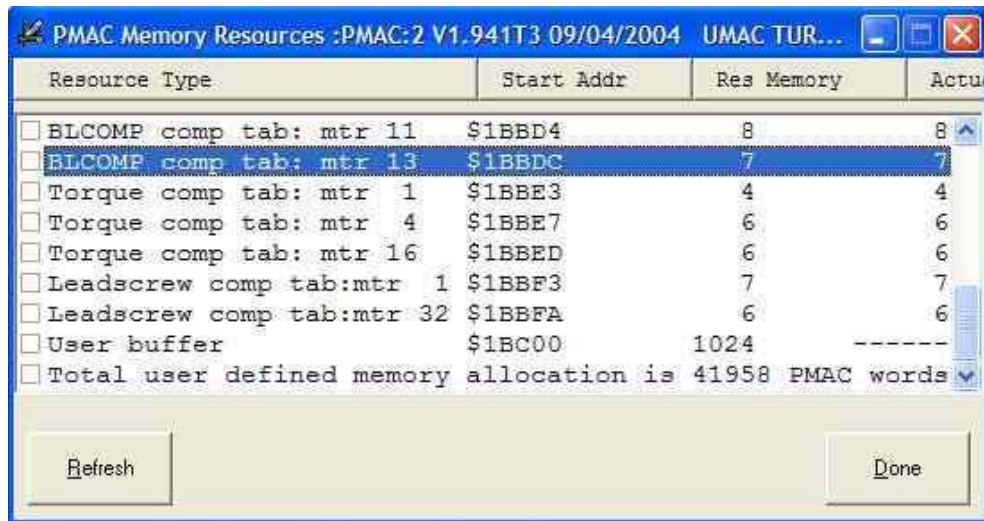 PMAC Memory Resources :PMAC:2 V1.941T3 09/04/2004 UMAC TUR...
Resource Type Start Addr Res Memory Actu
BLCOMP comp tab: mtr 11 $1BBD4 8 8
BLCOMP comp tab: mtr 13 $1BBDC 7 7
Torque comp tab: mtr 1 $1BBE3 4 4
Torque comp tab: mtr 4 $1BBE7 6 6
Torque comp tab: mtr 16 $1BBED 6 6
Leadscrew comp tab:mtr 1 $1BBF3 7 7
Leadscrew comp tab:mtr 32 $1BBFA 6 6
User buffer $1BC00 1024 ------
Total user defined memory allocation is 41958 PMAC words
Refresh Done